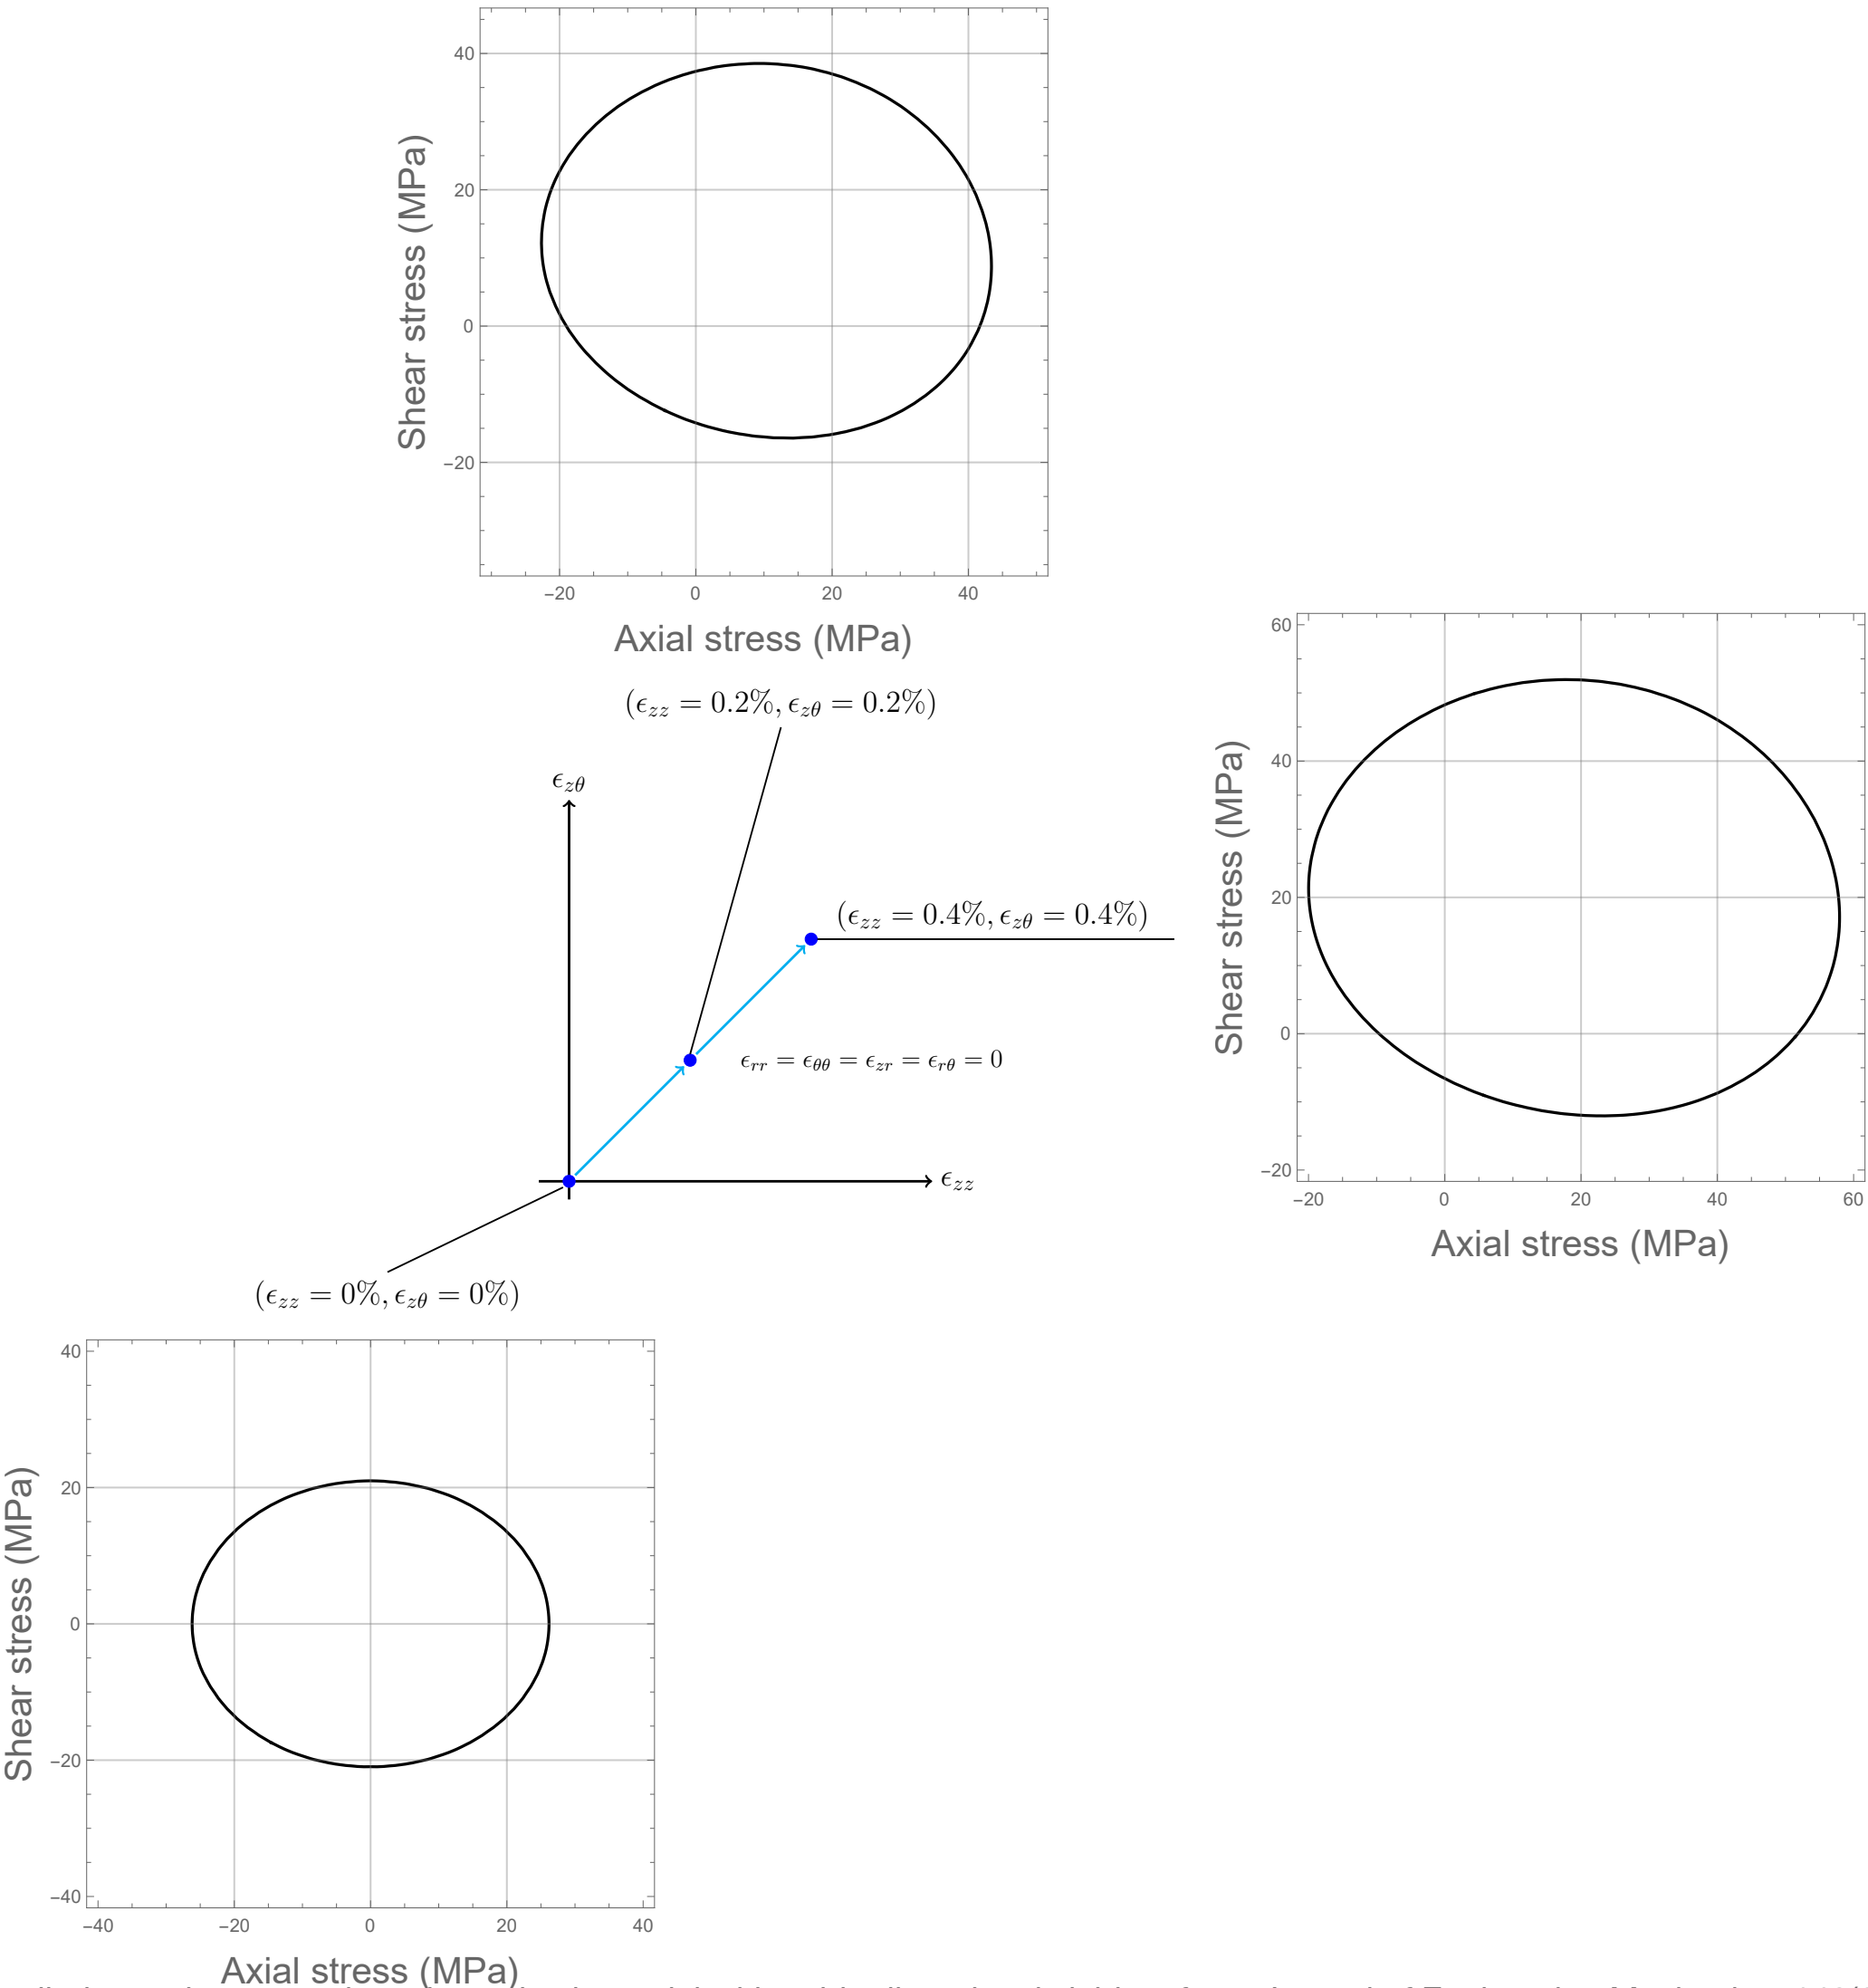 40
20
0
−20
Shear stress (MPa)
−20 0 20 40
Axial stress (MPa)
(ϵzz = 0.2%, ϵzθ = 0.2%)
60
40
20
0
−20
Shear stress (MPa)
−20 0 20 40 60
Axial stress (MPa)
ϵzθ
(ϵzz = 0.4%, ϵzθ = 0.4%)
ϵrr = ϵθθ = ϵzr = ϵrθ = 0
ϵzz
(ϵzz = 0%, ϵzθ = 0%)
40
20
0
−20
−40
Shear stress (MPa)
−40 −20 0 20 40
Axial stress (MPa)